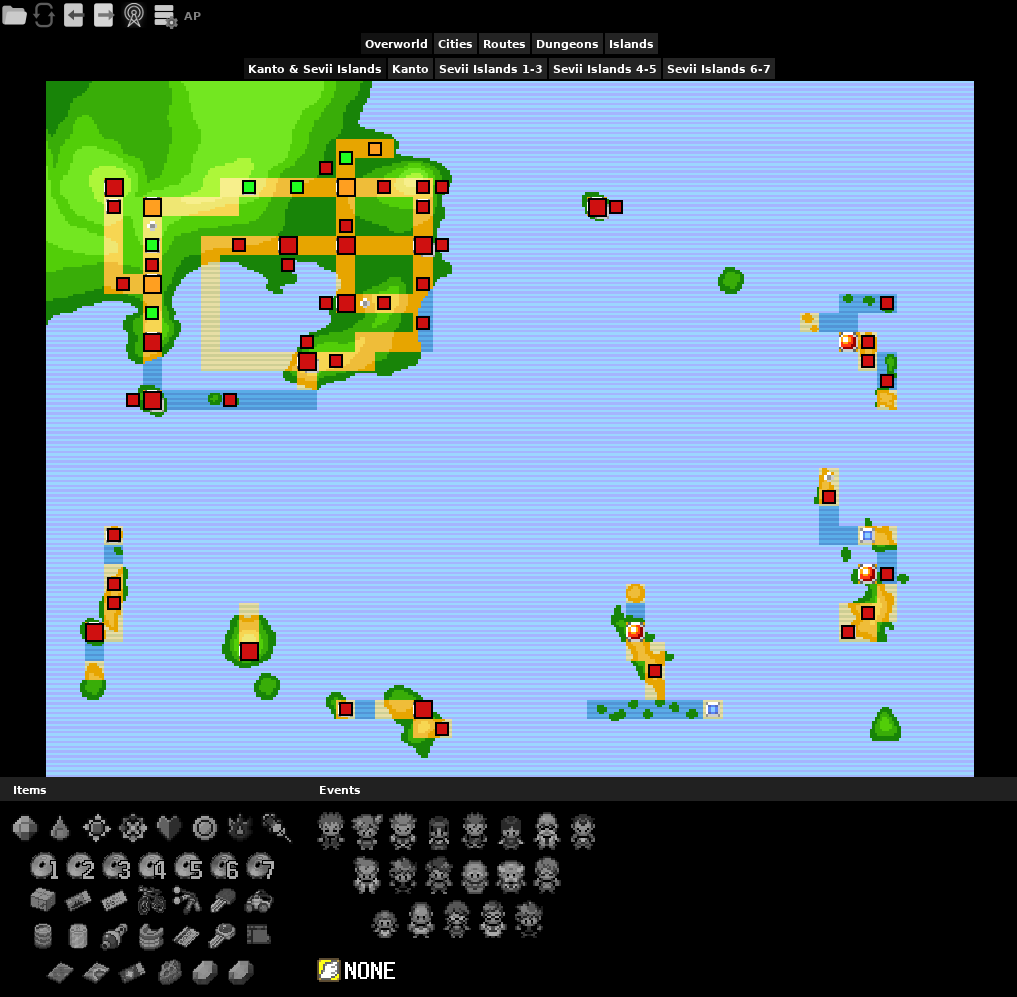 AP
Overworld Cities Routes Dungeons Islands
Kanto & Sevii Islands Kanto Sevii Islands 1-3 Sevii Islands 4-5 Sevii Islands 6-7
Items Events
1 2 3 4 5 6 7
NONE